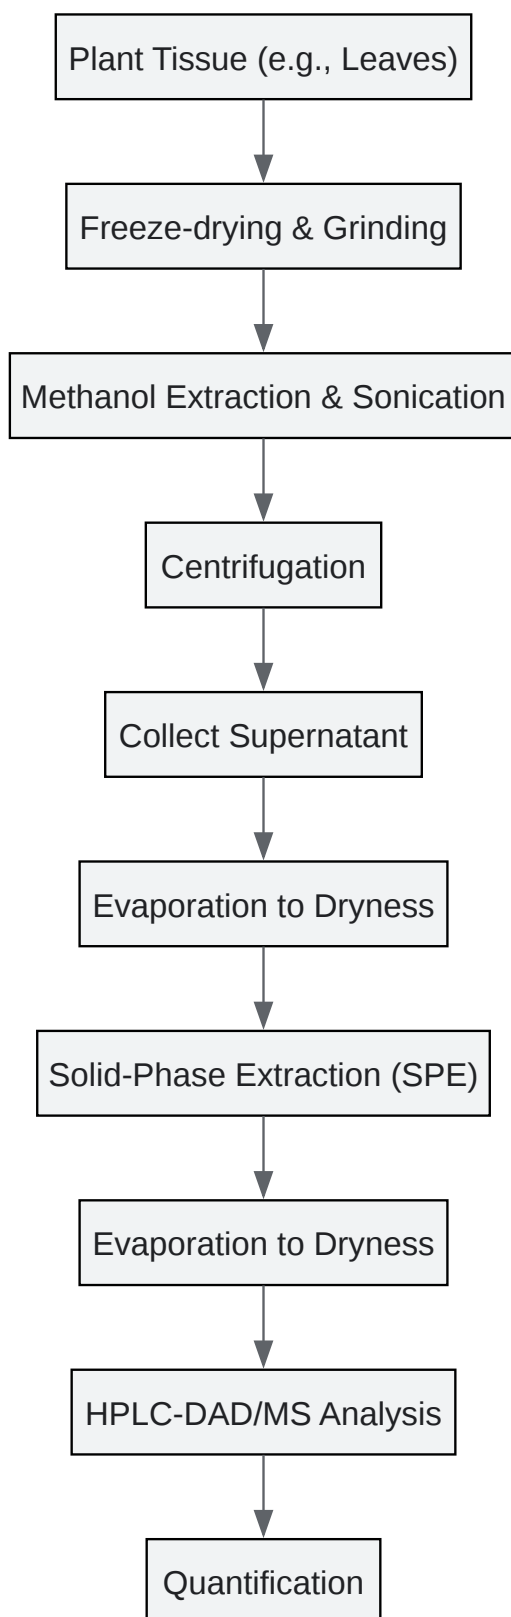 Plant Tissue (e.g., Leaves)
Freeze-drying & Grinding
Methanol Extraction & Sonication
Centrifugation
Collect Supernatant
Evaporation to Dryness
Solid-Phase Extraction (SPE)
Evaporation to Dryness
HPLC-DAD/MS Analysis
Quantification